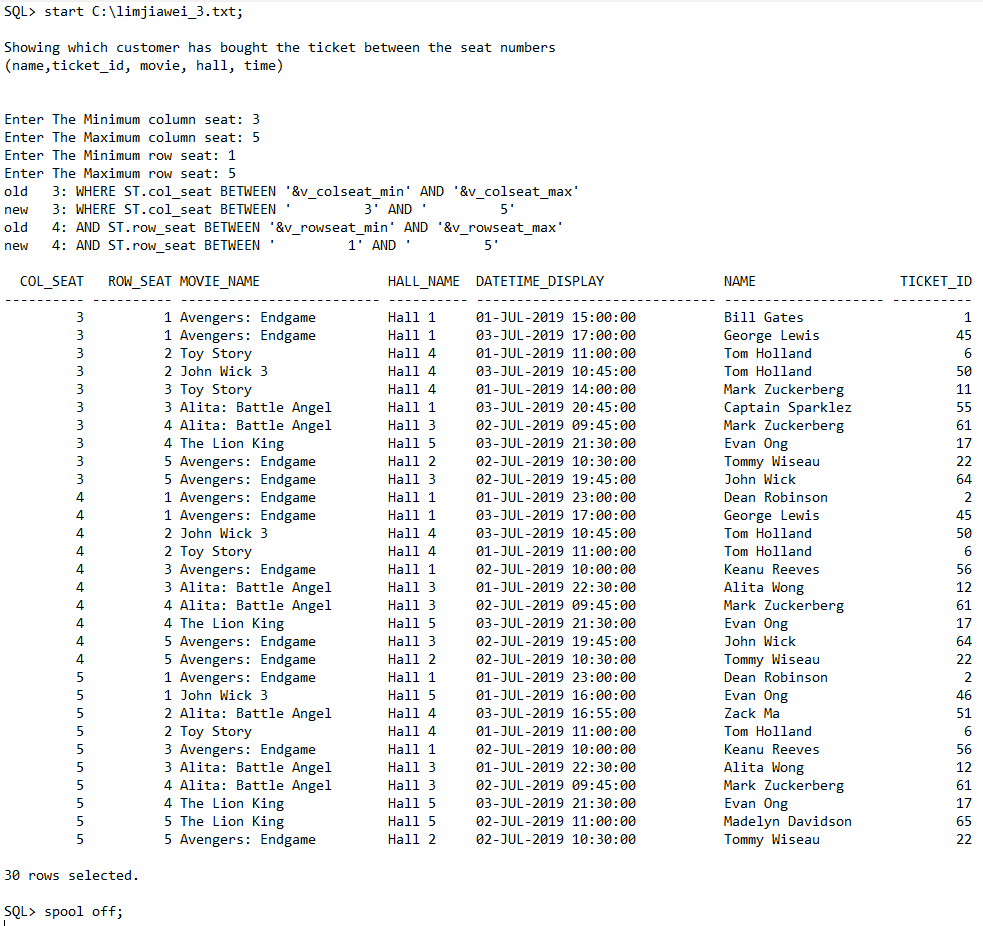 SQL> start C:\limjiawei_3.txt;
Showing which customer has bought the ticket between the seat numbers
(name,ticket_id, movie, hall, time)
Enter The Minimum column seat: 3
Enter The Maximum column seat: 5
Enter The Minimum row seat: 1
Enter The Maximum row seat: 5
old   3: WHERE ST.col_seat BETWEEN '&v_colseat_min' AND '&v_colseat_max'
new   3: WHERE ST.col_seat BETWEEN '         3' AND '         5'
old   4: AND ST.row_seat BETWEEN '&v_rowseat_min' AND '&v_rowseat_max'
new   4: AND ST.row_seat BETWEEN '         1' AND '         5'
  COL_SEAT   ROW_SEAT MOVIE_NAME                HALL_NAME  DATETIME_DISPLAY               NAME                  TICKET_ID
---------- ---------- ------------------------- ---------- ------------------------------ -------------------- ----------
         3          1 Avengers: Endgame         Hall 1     01-JUL-2019 15:00:00           Bill Gates                    1
         3          1 Avengers: Endgame         Hall 1     03-JUL-2019 17:00:00           George Lewis                 45
         3          2 Toy Story                 Hall 4     01-JUL-2019 11:00:00           Tom Holland                   6
         3          2 John Wick 3               Hall 4     03-JUL-2019 10:45:00           Tom Holland                  50
         3          3 Toy Story                 Hall 4     01-JUL-2019 14:00:00           Mark Zuckerberg              11
         3          3 Alita: Battle Angel       Hall 1     03-JUL-2019 20:45:00           Captain Sparklez             55
         3          4 Alita: Battle Angel       Hall 3     02-JUL-2019 09:45:00           Mark Zuckerberg              61
         3          4 The Lion King             Hall 5     03-JUL-2019 21:30:00           Evan Ong                     17
         3          5 Avengers: Endgame         Hall 2     02-JUL-2019 10:30:00           Tommy Wiseau                 22
         3          5 Avengers: Endgame         Hall 3     02-JUL-2019 19:45:00           John Wick                    64
         4          1 Avengers: Endgame         Hall 1     01-JUL-2019 23:00:00           Dean Robinson                 2
         4          1 Avengers: Endgame         Hall 1     03-JUL-2019 17:00:00           George Lewis                 45
         4          2 John Wick 3               Hall 4     03-JUL-2019 10:45:00           Tom Holland                  50
         4          2 Toy Story                 Hall 4     01-JUL-2019 11:00:00           Tom Holland                   6
         4          3 Avengers: Endgame         Hall 1     02-JUL-2019 10:00:00           Keanu Reeves                 56
         4          3 Alita: Battle Angel       Hall 3     01-JUL-2019 22:30:00           Alita Wong                   12
         4          4 Alita: Battle Angel       Hall 3     02-JUL-2019 09:45:00           Mark Zuckerberg              61
         4          4 The Lion King             Hall 5     03-JUL-2019 21:30:00           Evan Ong                     17
         4          5 Avengers: Endgame         Hall 3     02-JUL-2019 19:45:00           John Wick                    64
         4          5 Avengers: Endgame         Hall 2     02-JUL-2019 10:30:00           Tommy Wiseau                 22
         5          1 Avengers: Endgame         Hall 1     01-JUL-2019 23:00:00           Dean Robinson                 2
         5          1 John Wick 3               Hall 5     01-JUL-2019 16:00:00           Evan Ong                     46
         5          2 Alita: Battle Angel       Hall 4     03-JUL-2019 16:55:00           Zack Ma                      51
         5          2 Toy Story                 Hall 4     01-JUL-2019 11:00:00           Tom Holland                   6
         5          3 Avengers: Endgame         Hall 1     02-JUL-2019 10:00:00           Keanu Reeves                 56
         5          3 Alita: Battle Angel       Hall 3     01-JUL-2019 22:30:00           Alita Wong                   12
         5          4 Alita: Battle Angel       Hall 3     02-JUL-2019 09:45:00           Mark Zuckerberg              61
         5          4 The Lion King             Hall 5     03-JUL-2019 21:30:00           Evan Ong                     17
         5          5 The Lion King             Hall 5     02-JUL-2019 11:00:00           Madelyn Davidson             65
         5          5 Avengers: Endgame         Hall 2     02-JUL-2019 10:30:00           Tommy Wiseau                 22
30 rows selected.
SQL> spool off;